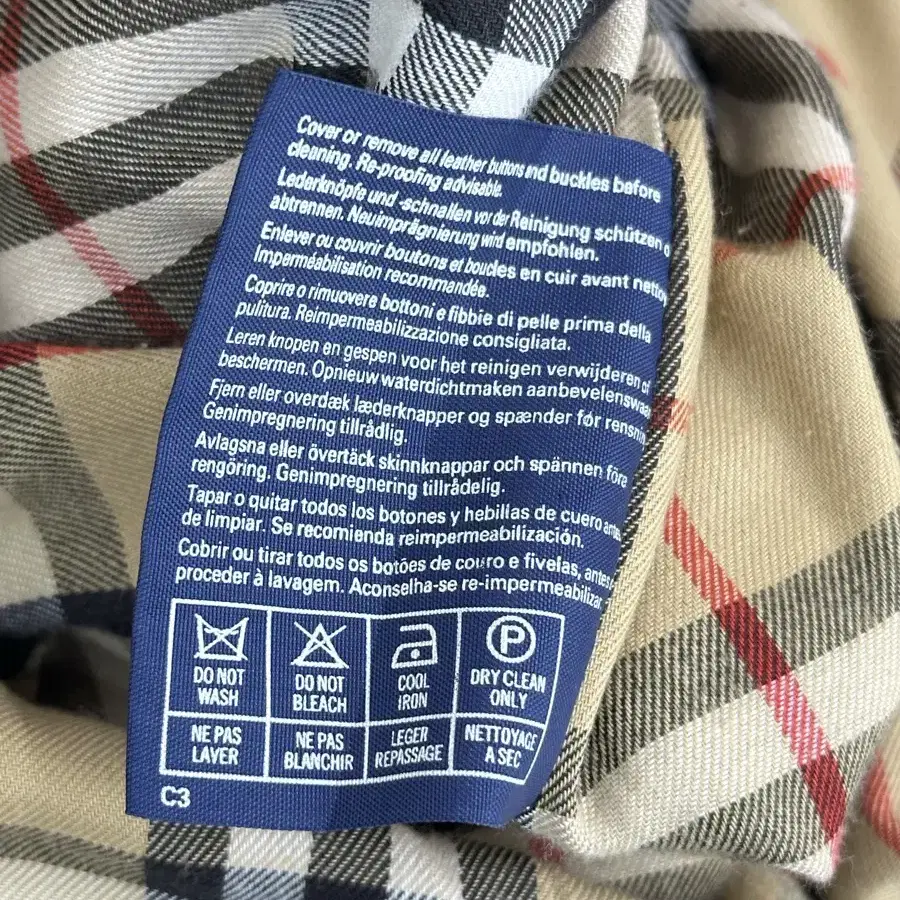 Cover or remove all leather buttons and buckles before
cleaning. Re-proofing advisable.
Lederknöpfe und -schnallen vor der Reinigung schützen o
abtrennen. Neuimprägnierung wird empfohlen.
Enlever ou couvrir boutons et boucles en cuir avant netto
Imperméabilisation recommandée.
Coprire o rimuovere bottoni e fibbie di pelle prima della
pulitura. Reimpermeabilizzazione consigliata.
Leren knopen en gespen voor het reinigen verwijderen of
beschermen. Opnieuw waterdichtmaken aanbevelenswaa
Fjern eller overdæk læderknapper og spænder før rensnin
Genimpregnering tillrådlig.
Avlagsna eller övertäck skinnknappar och spännen före
rengöring. Genimpregnering tillrådelig.
Tapar o quitar todos los botones y hebillas de cuero antes
de limpiar. Se recomienda reimpermeabilización.
Cobrir ou tirar todos os botões de couro e fivelas, antes
proceder à lavagem. Aconselha-se re-impermeabilizar.
DO NOT WASH
DO NOT BLEACH
COOL IRON
P
DRY CLEAN ONLY
NE PAS LAVER
NE PAS BLANCHIR
LEGER REPASSAGE
NETTOYAGE A SEC
C3